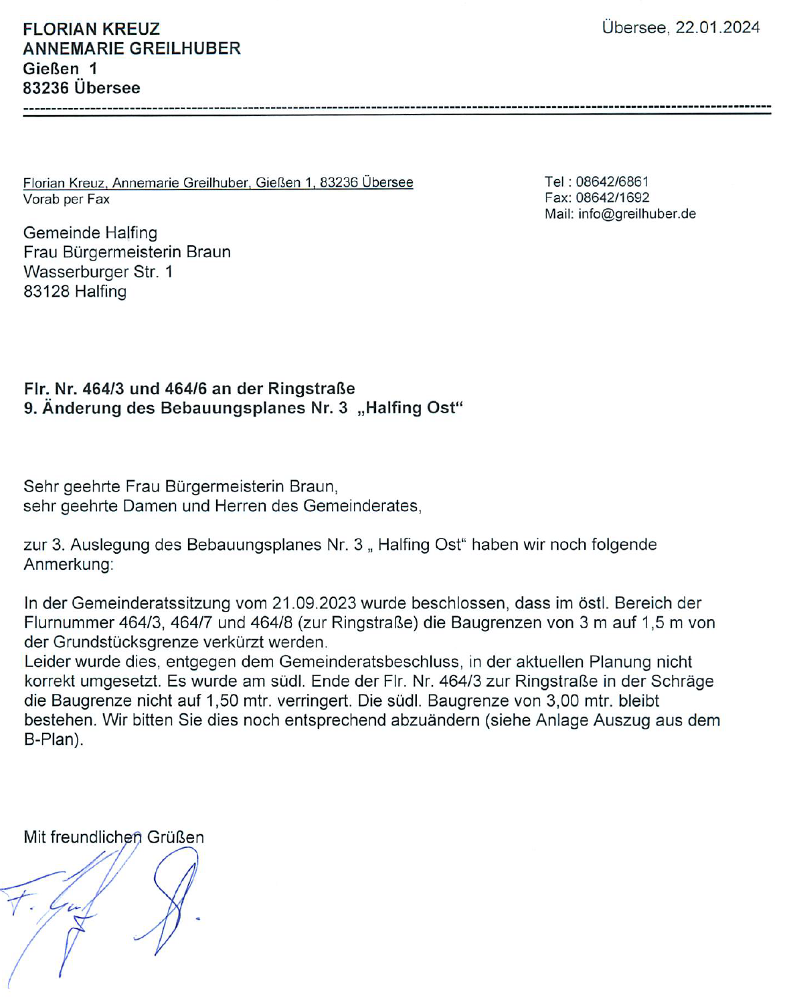 FLORIAN KREUZ
Übersee, 22.01.2024
ANNEMARIE GREILHUBER
Gießen 1
83236 Übersee
Florian Kreuz, Annemarie Greilhuber, Gießen 1, 83236 Übersee
Vorab per Fax
Tel : 08642/6861
Fax: 08642/1692
Mail: info@greilhuber.de
Gemeinde Halfing
Frau Bürgermeisterin Braun
Wasserburger Str. 1
83128 Halfing
Flr. Nr. 464/3 und 464/6 an der Ringstraße
9. Änderung des Bebauungsplanes Nr. 3 „Halfing Ost“
Sehr geehrte Frau Bürgermeisterin Braun,
sehr geehrte Damen und Herren des Gemeinderates,
zur 3. Auslegung des Bebauungsplanes Nr. 3 „ Halfing Ost“ haben wir noch folgende
Anmerkung:
In der Gemeinderatssitzung vom 21.09.2023 wurde beschlossen, dass im östl. Bereich der
Flurnummer 464/3, 464/7 und 464/8 (zur Ringstraße) die Baugrenzen von 3 m auf 1,5 m von
der Grundstücksgrenze verkürzt werden.
Leider wurde dies, entgegen dem Gemeinderatsbeschluss, in der aktuellen Planung nicht
korrekt umgesetzt. Es wurde am südl. Ende der Flr. Nr. 464/3 zur Ringstraße in der Schräge
die Baugrenze nicht auf 1,50 mtr. verringert. Die südl. Baugrenze von 3,00 mtr. bleibt
bestehen. Wir bitten Sie dies noch entsprechend abzuändern (siehe Anlage Auszug aus dem
B-Plan).
Mit freundlichen Grüßen